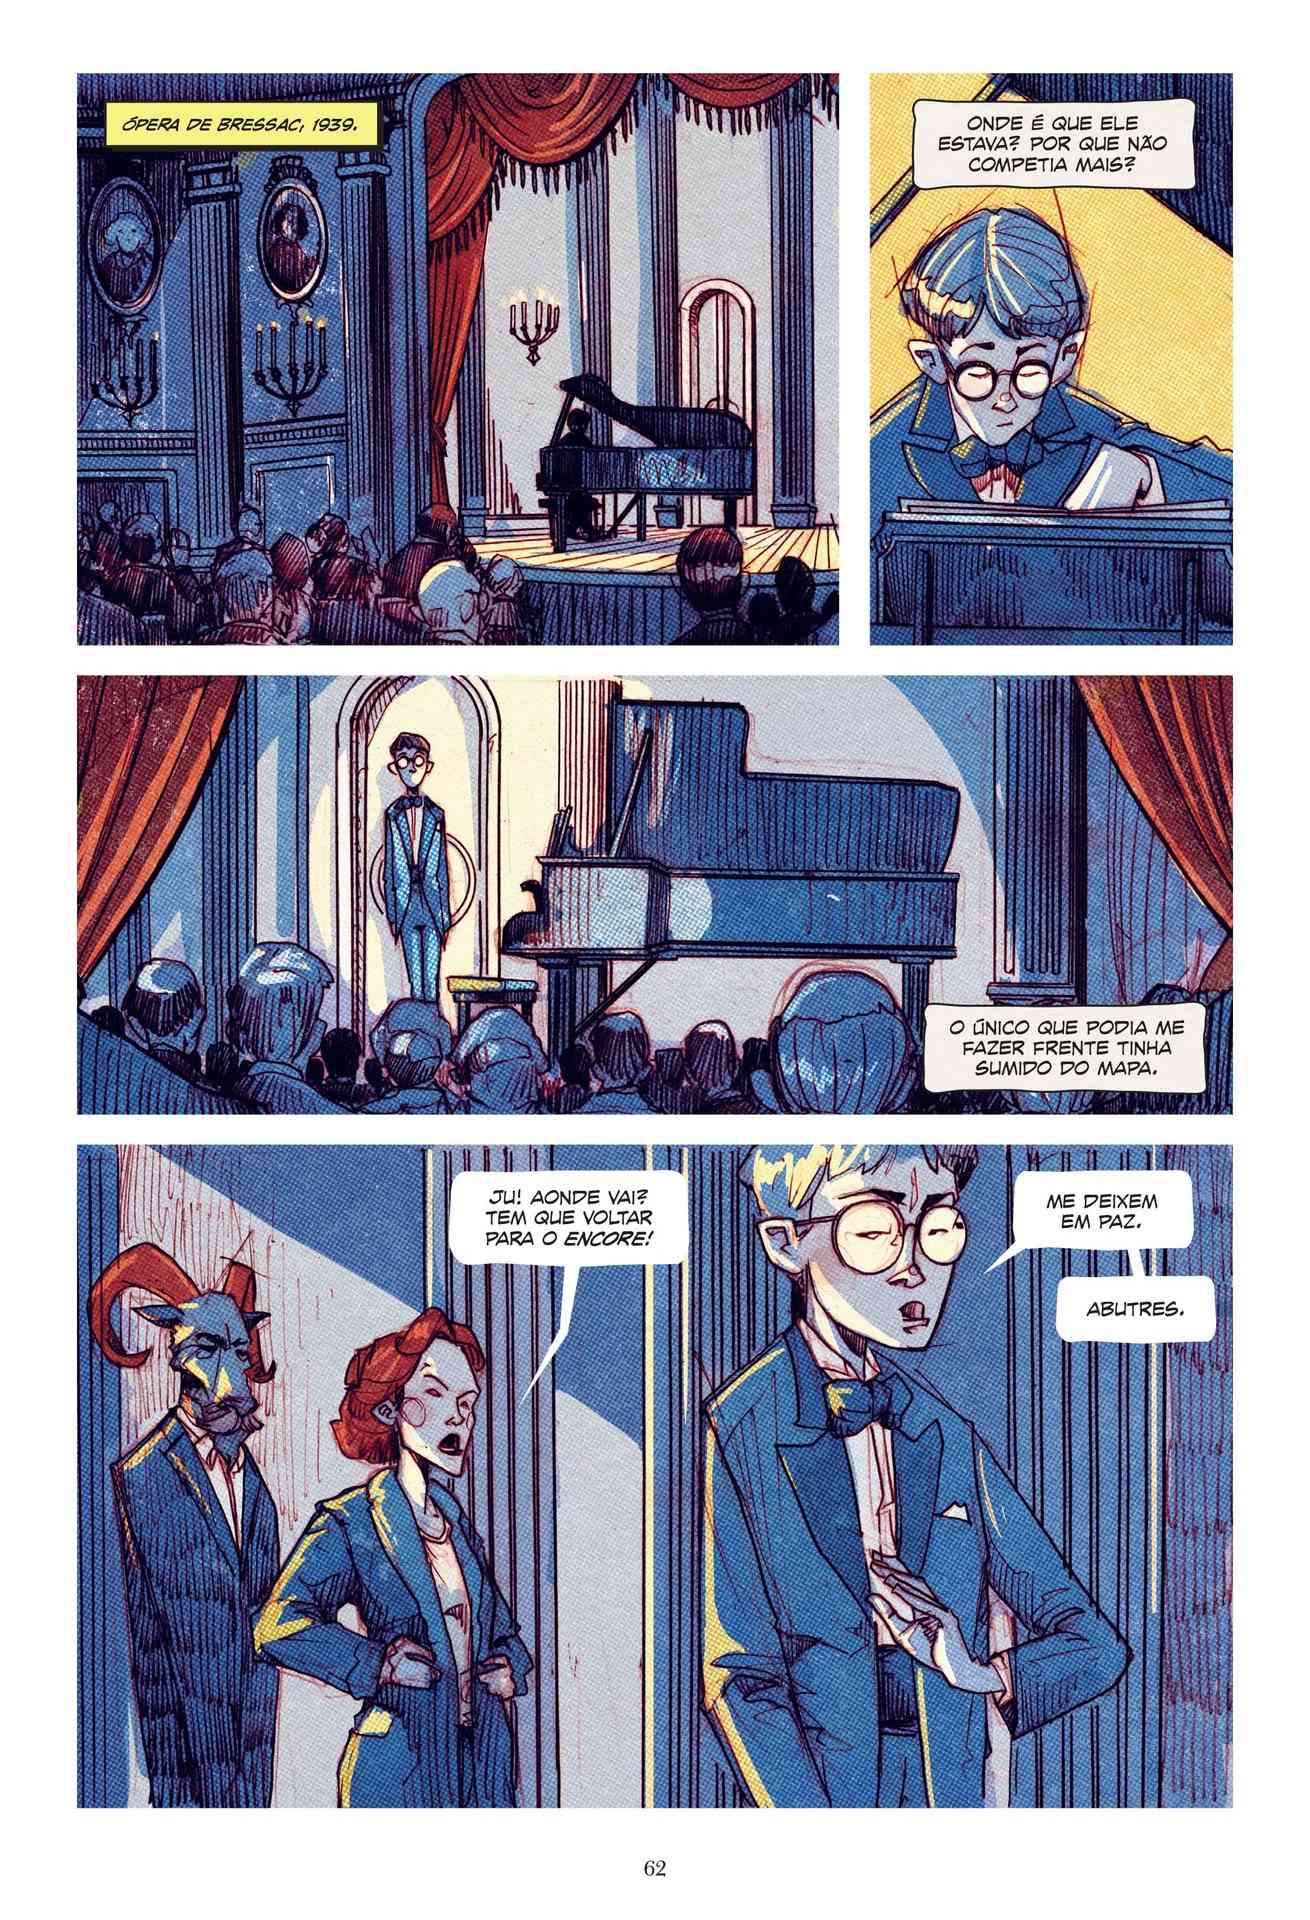 ÓPERA DE BRESSAC, 1939.
ONDE É QUE ELE
ESTAVA? POR QUE NÃO
COMPETIA MAIS?
O ÚNICO QUE PODIA ME
FAZER FRENTE TINHA
SUMIDO DO MAPA.
JU! AONDE VAI?
TEM QUE VOLTAR
PARA O ENCORE!
ME DEIXEM
EM PAZ.
ABUTRES.
62